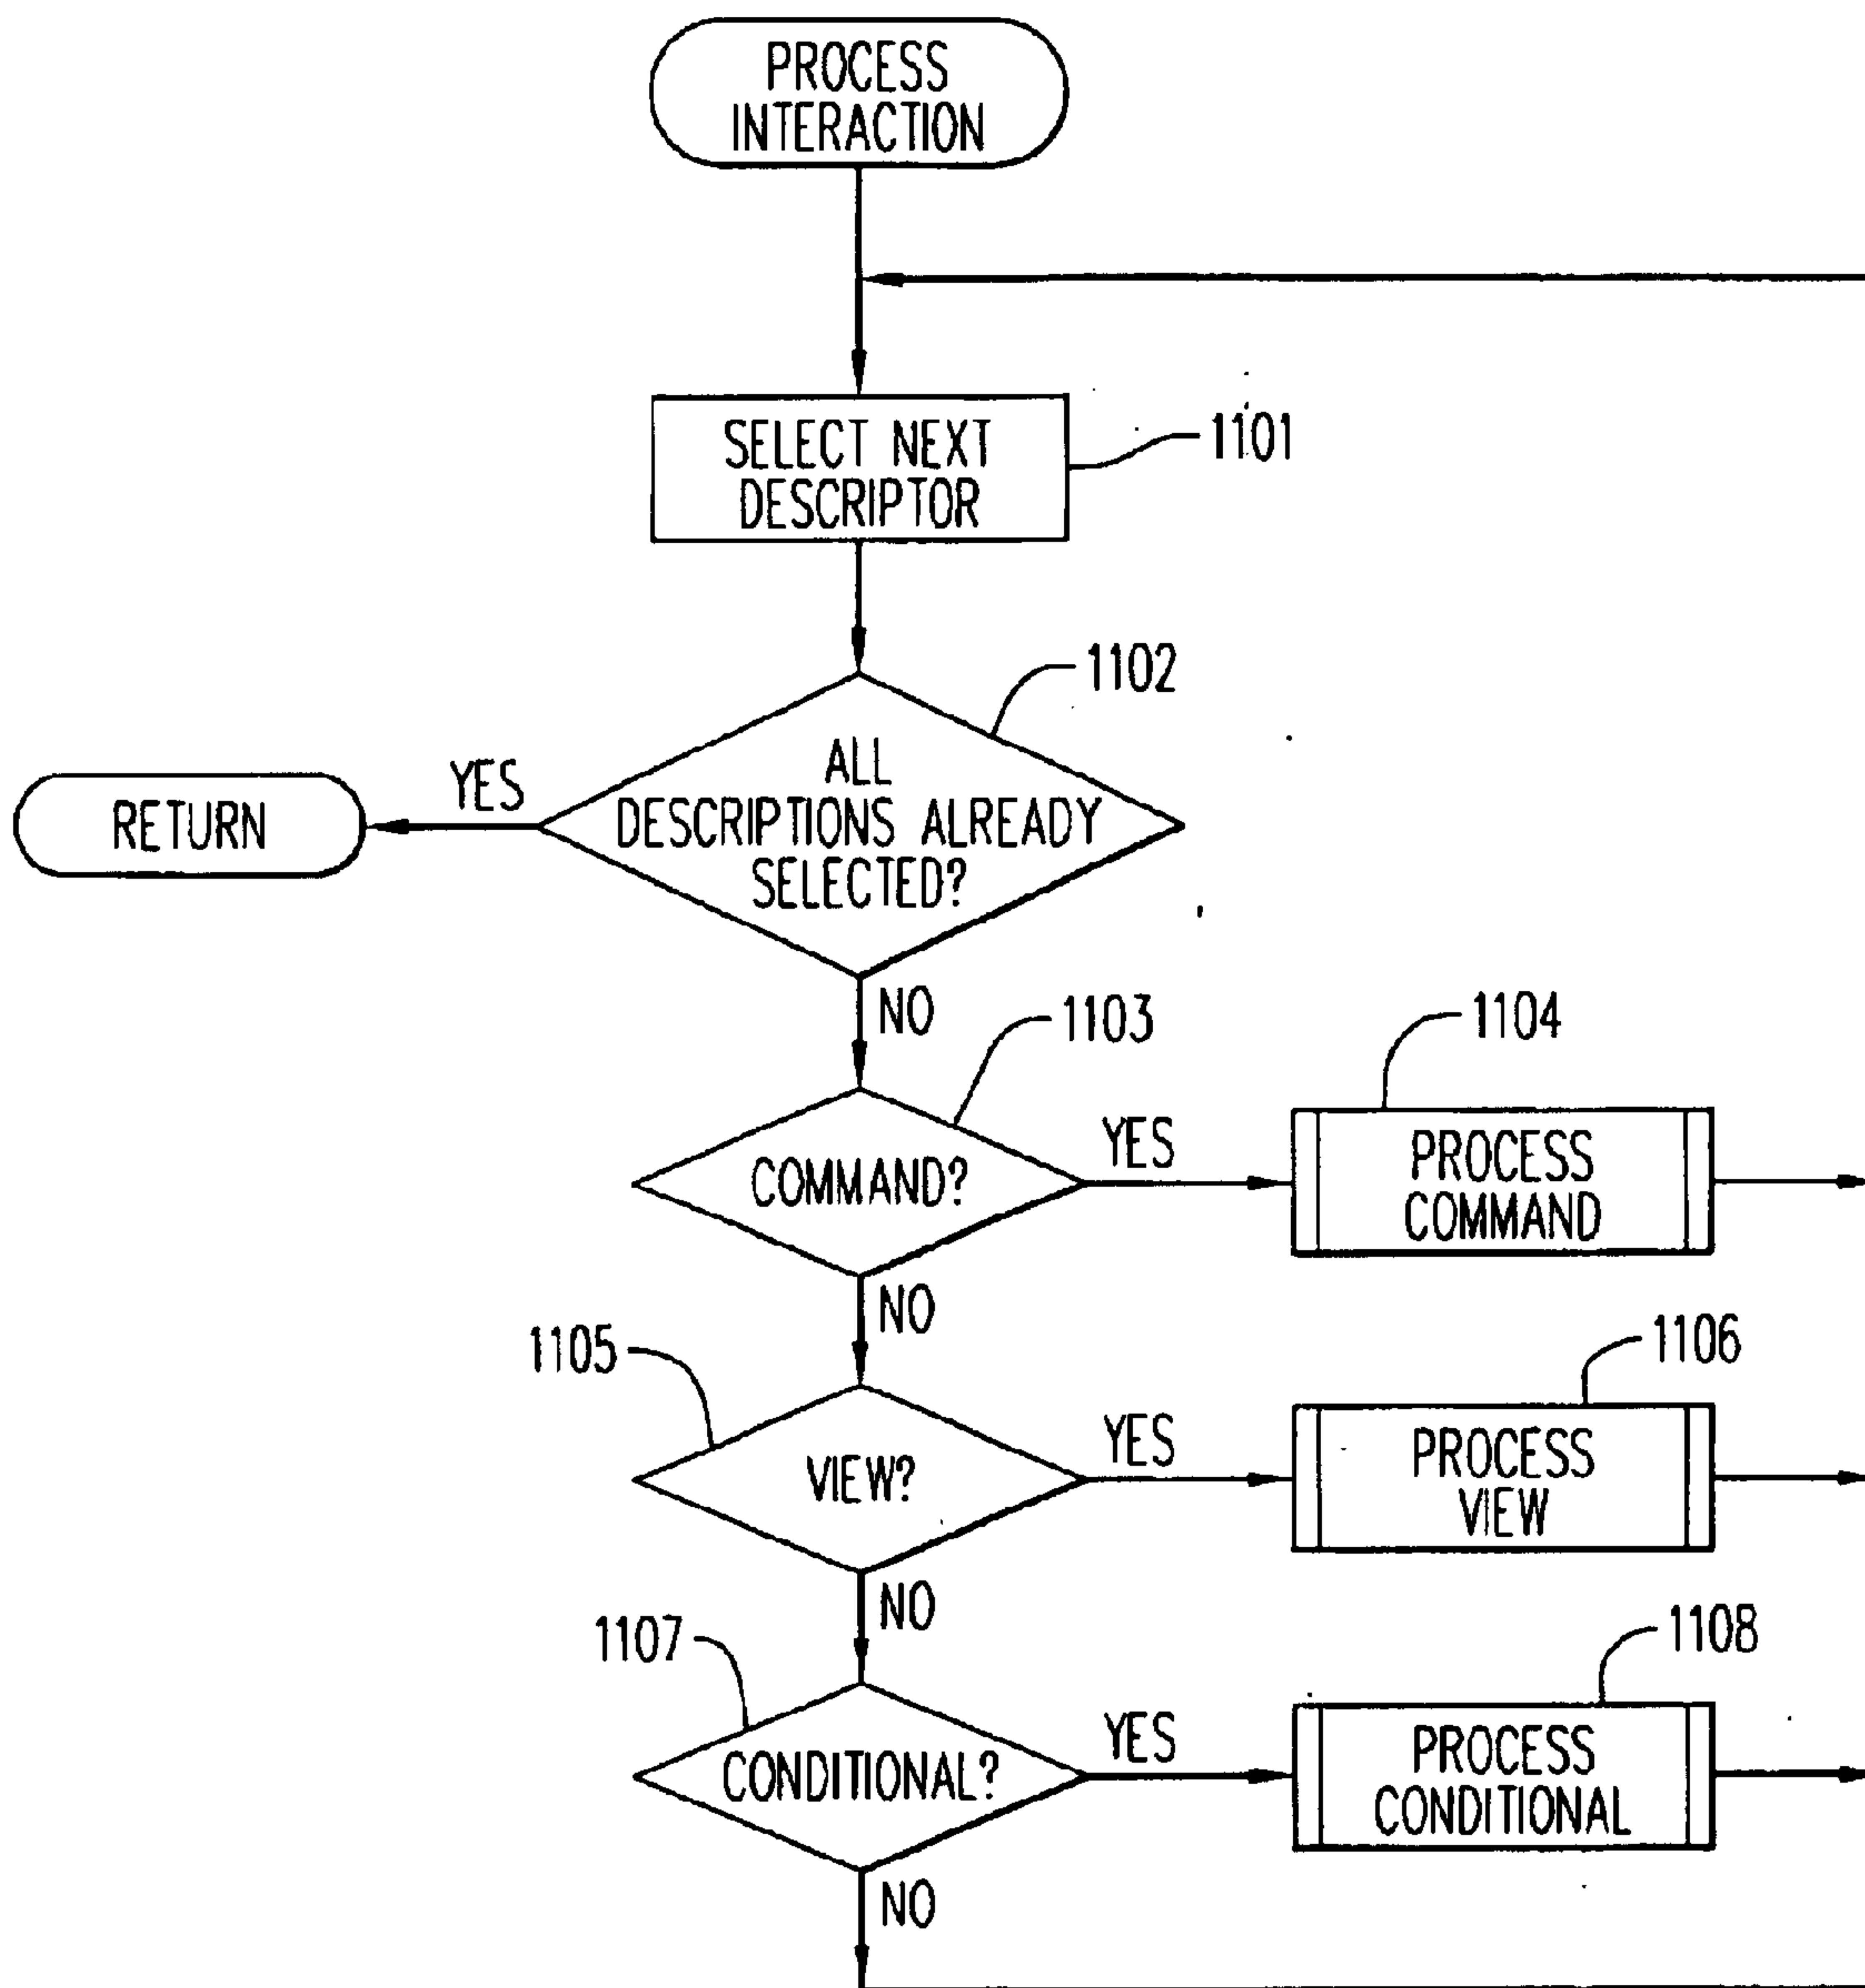 PROCESS
INTERACTION
SELECT NEXT
DESCRIPTOR
1101
1102
ALL
DESCRIPTIONS ALREADY
SELECTED?
YES
RETURN
NO
1103
COMMAND?
YES
1104
PROCESS
COMMAND
NO
1105
VIEW?
YES
1106
PROCESS
VIEW
NO
1107
CONDITIONAL?
YES
1108
PROCESS
CONDITIONAL
NO